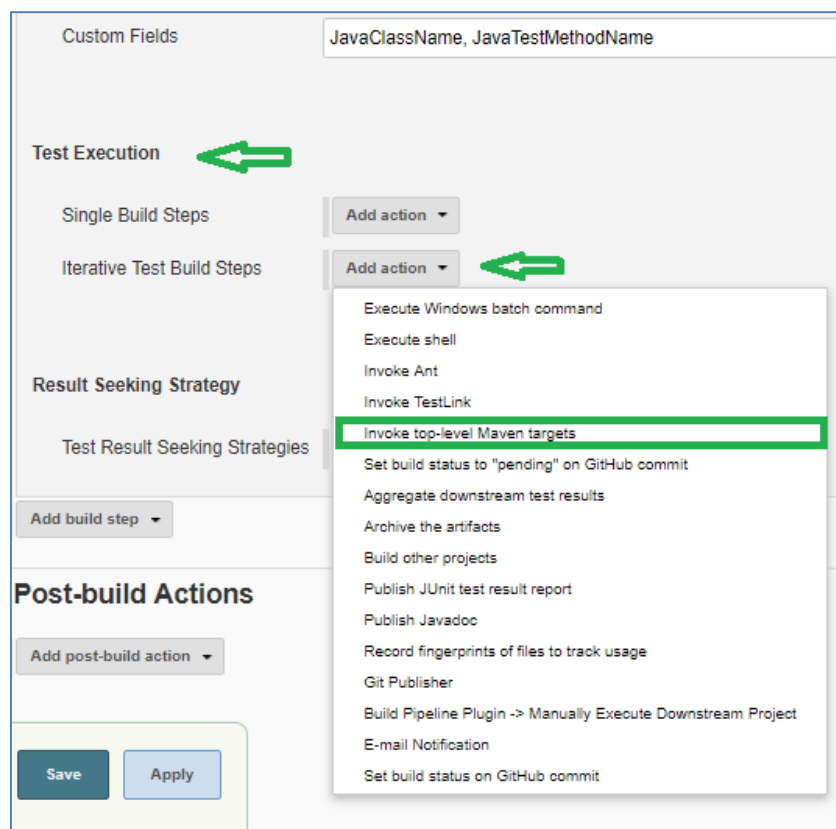 Custom Fields
JavaClassName, JavaTestMethodName
Test Execution
Single Build Steps
Add action
Iterative Test Build Steps
Add action
Execute Windows batch command
Execute shell
Invoke Ant
Invoke TestLink
Invoke top-level Maven targets
Set build status to "pending" on GitHub commit
Aggregate downstream test results
Archive the artifacts
Build other projects
Publish JUnit test result report
Publish Javadoc
Record fingerprints of files to track usage
Git Publisher
Build Pipeline Plugin -> Manually Execute Downstream Project
E-mail Notification
Set build status on GitHub commit
Result Seeking Strategy
Test Result Seeking Strategies
Add build step
Post-build Actions
Add post-build action
Save
Apply